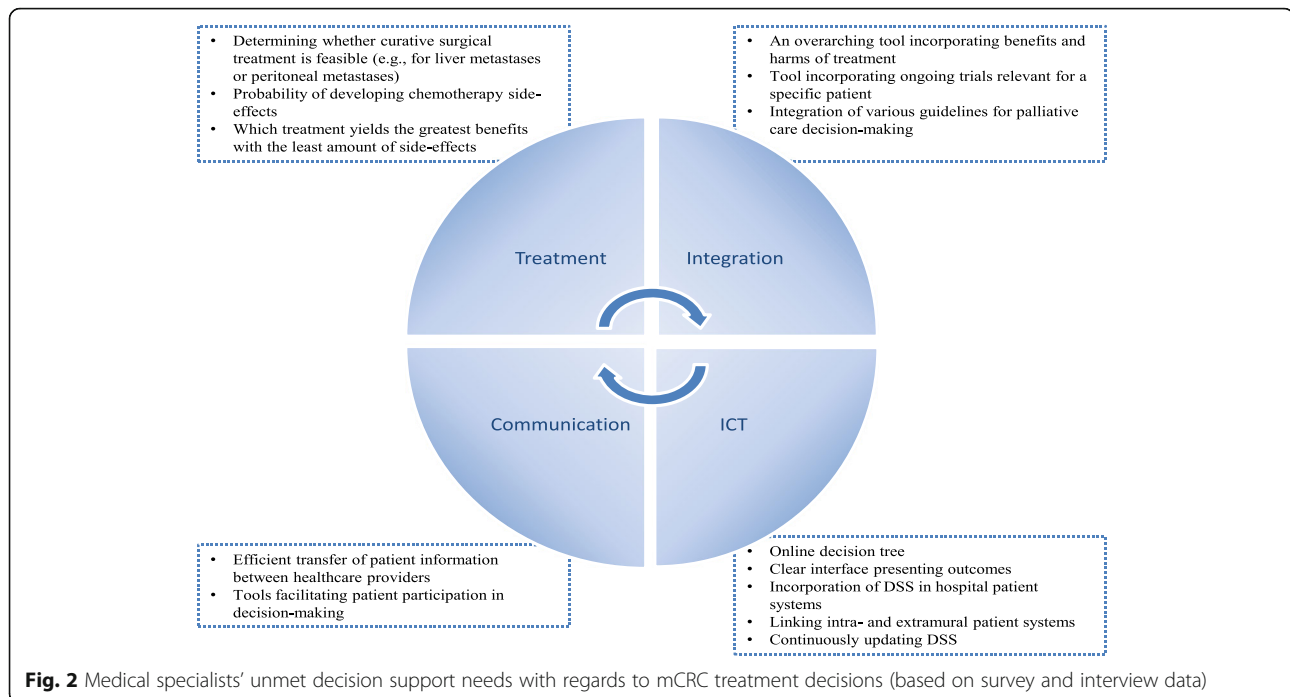 • Determining whether curative surgical
treatment is feasible (e.g., for liver metastases
or peritoneal metastases)
• Probability of developing chemotherapy side-
effects
• Which treatment yields the greatest benefits
with the least amount of side-effects
• An overarching tool incorporating benefits and
harms of treatment
• Tool incorporating ongoing trials relevant for a
specific patient
• Integration of various guidelines for palliative
care decision-making
Treatment
Integration
Communication
ICT
• Efficient transfer of patient information
between healthcare providers
• Tools facilitating patient participation in
decision-making
• Online decision tree
• Clear interface presenting outcomes
• Incorporation of DSS in hospital patient
systems
• Linking intra- and extramural patient systems
• Continuously updating DSS
Fig. 2 Medical specialists’ unmet decision support needs with regards to mCRC treatment decisions (based on survey and interview data)